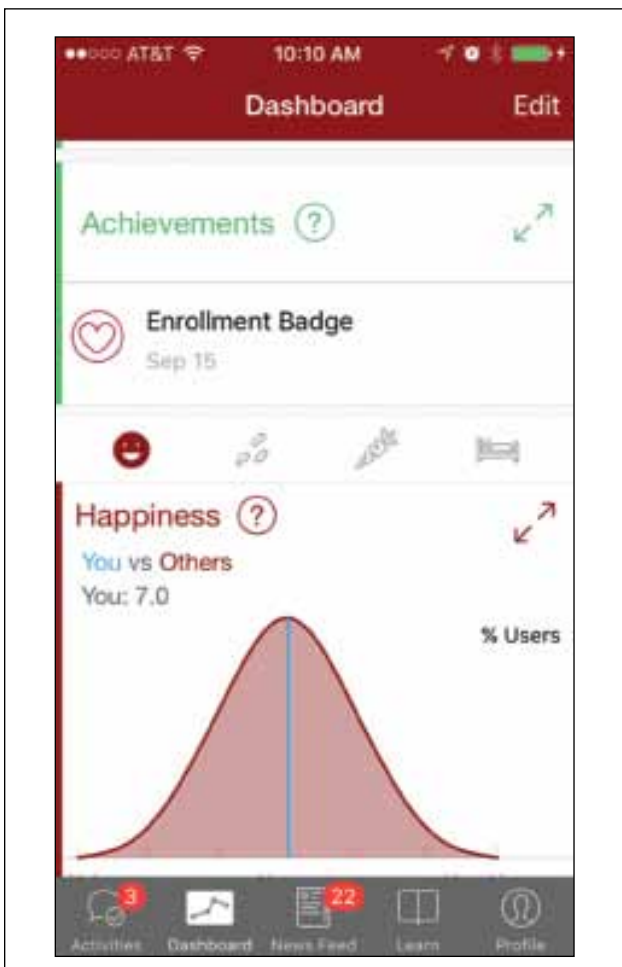 AT&T 10:10 AM
Dashboard Edit
Achievements ?
Enrollment Badge
Sep 15
Happiness ?
You vs Others
You: 7.0
% Users
3 22
Activities Dashboard News Feed Learn Profile